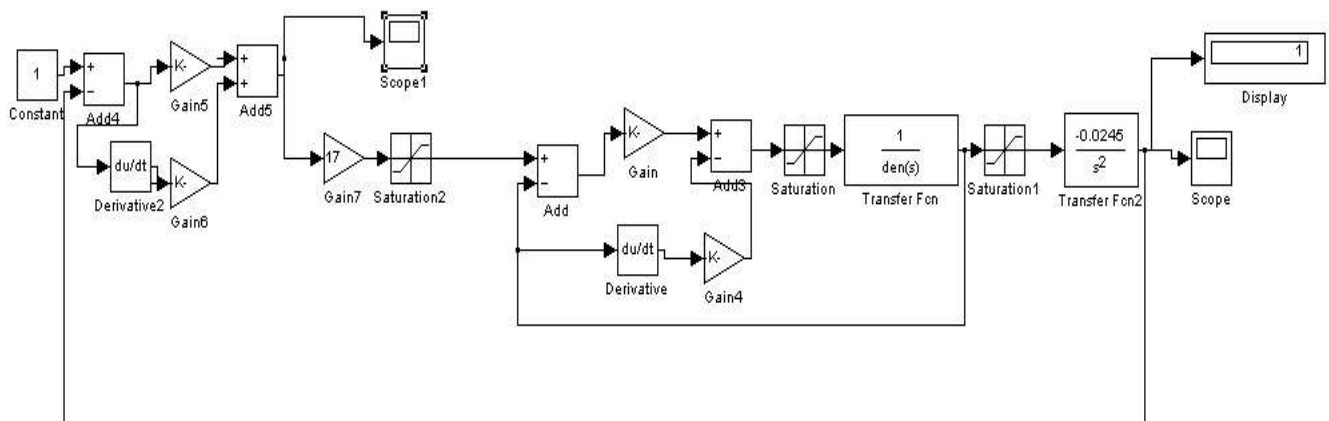 1
Constant
+
−
Add4
K-
Gain5
du/dt
Derivative2
K-
Gain6
+
+
Add5
Scope1
17
Gain7
Saturation2
+
−
Add
K-
Gain
+
−
Add3
du/dt
Derivative
K-
Gain4
Saturation
1
den(s)
Transfer Fcn
Saturation1
-0.0245
s²
Transfer Fcn2
1
Display
Scope